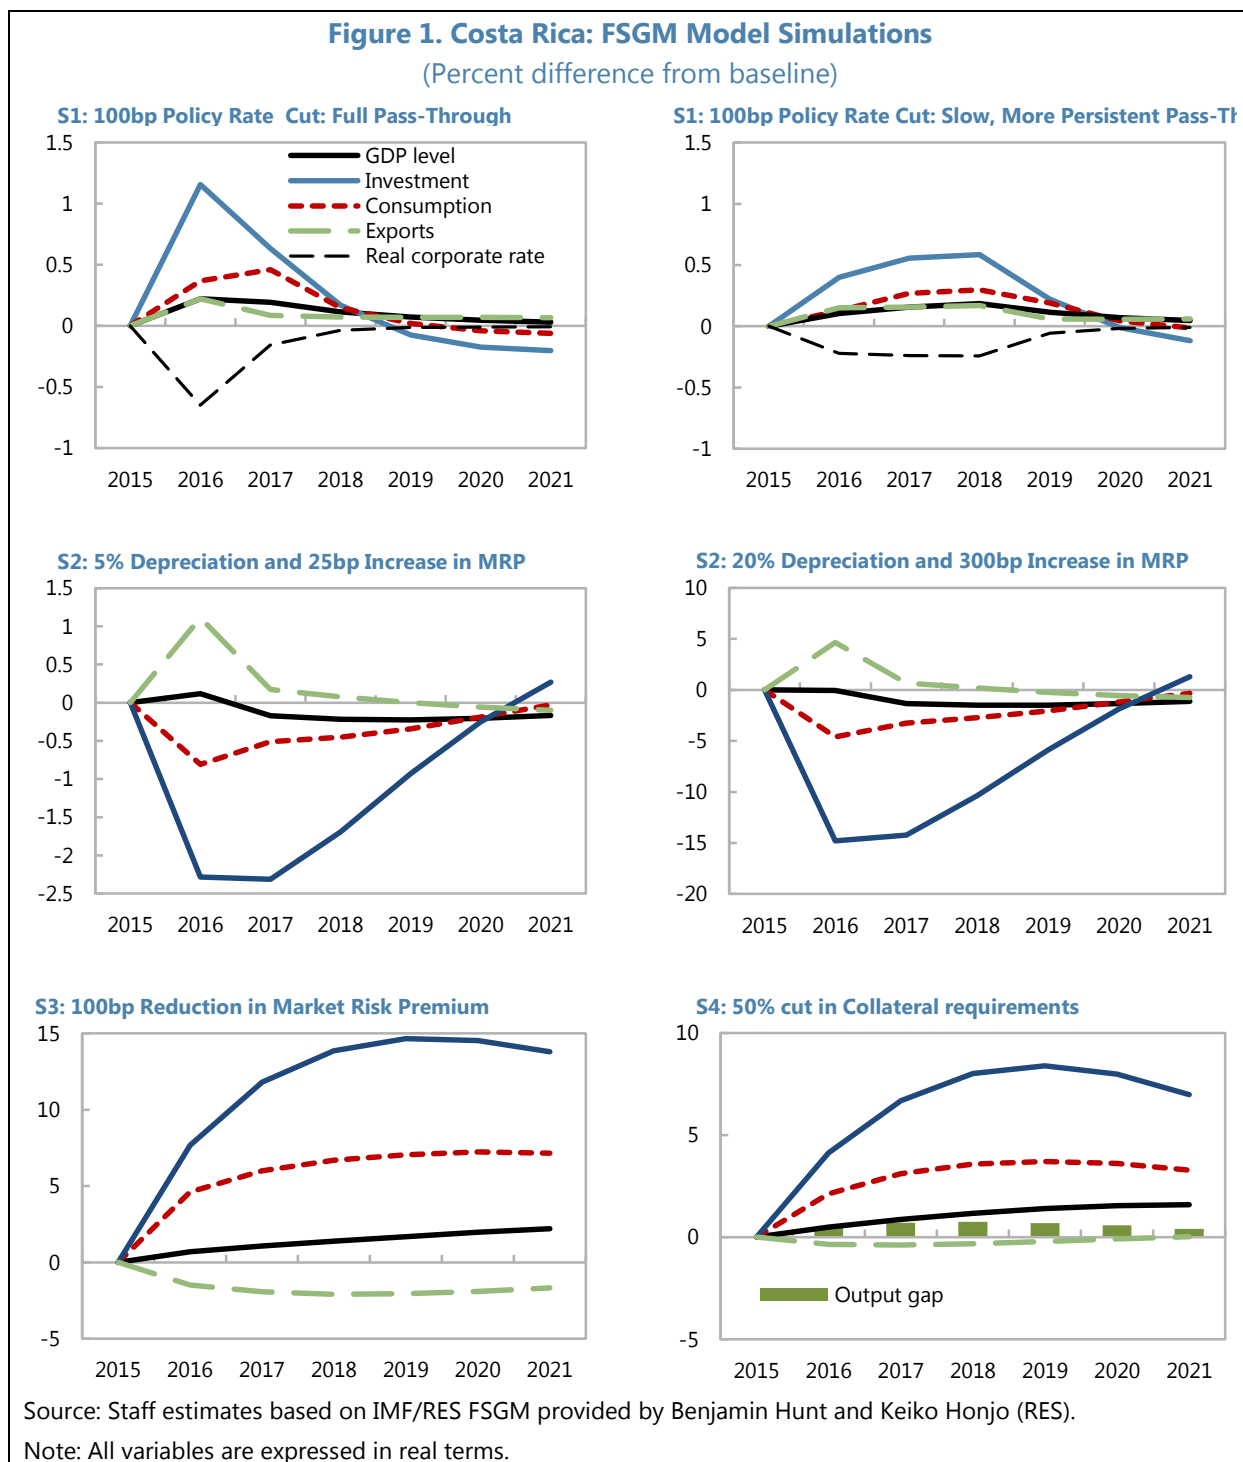 Figure 1. Costa Rica: FSGM Model Simulations
(Percent difference from baseline)
S1: 100bp Policy Rate Cut: Full Pass-Through
1.5
1
0.5
0
-0.5
-1
GDP level
Investment
Consumption
Exports
Real corporate rate
2015 2016 2017 2018 2019 2020 2021
S1: 100bp Policy Rate Cut: Slow, More Persistent Pass-Th
1.5
1
0.5
0
-0.5
-1
2015 2016 2017 2018 2019 2020 2021
S2: 5% Depreciation and 25bp Increase in MRP
1.5
1
0.5
0
-0.5
-1
-1.5
-2
-2.5
2015 2016 2017 2018 2019 2020 2021
S2: 20% Depreciation and 300bp Increase in MRP
10
5
0
-5
-10
-15
-20
2015 2016 2017 2018 2019 2020 2021
S3: 100bp Reduction in Market Risk Premium
15
10
5
0
-5
2015 2016 2017 2018 2019 2020 2021
S4: 50% cut in Collateral requirements
10
5
0
-5
Output gap
2015 2016 2017 2018 2019 2020 2021
Source: Staff estimates based on IMF/RES FSGM provided by Benjamin Hunt and Keiko Honjo (RES).
Note: All variables are expressed in real terms.